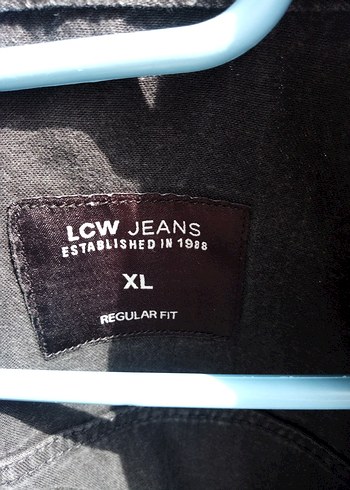 LCW JEANS
ESTABLISHED IN 1988
XL
REGULAR FIT